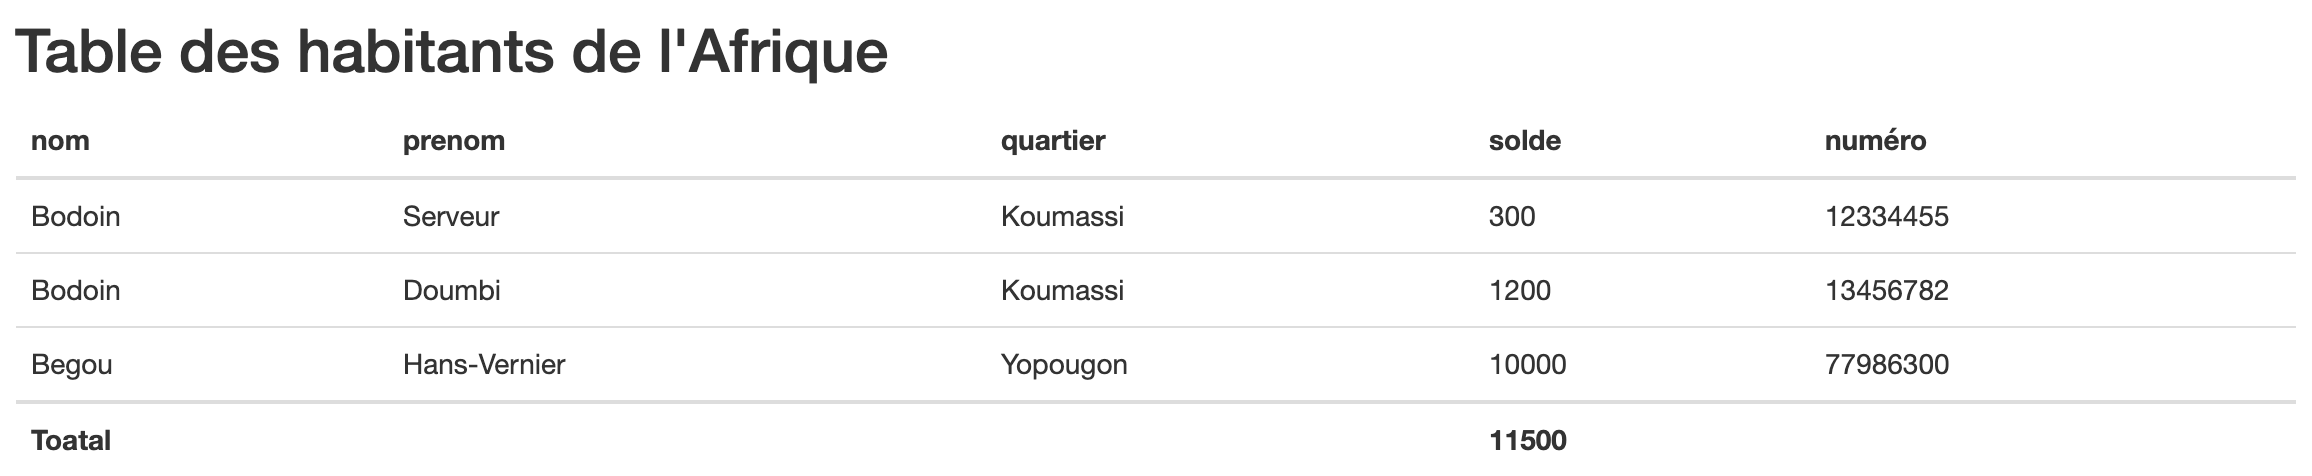 Table des habitants de l'Afrique
nom prenom quartier solde numéro
Bodoin Serveur Koumassi 300 12334455
Bodoin Doumbi Koumassi 1200 13456782
Begou Hans-Vernier Yopougon 10000 77986300
Toatal 11500